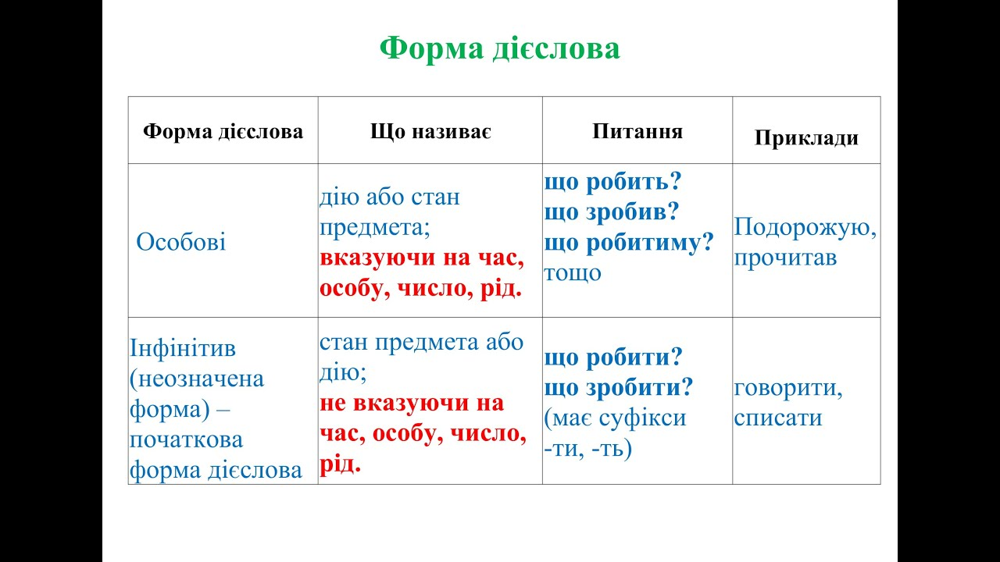 Форма дієслова
Форма дієслова
Що називає
Питання
Приклади
Особові
дію або стан
предмета;
вказуючи на час,
особу, число, рід.
що робить?
що зробив?
що робитиму?
тощо
Подорожую,
прочитав
Інфінітив
(неозначена
форма) –
початкова
форма дієслова
стан предмета або
дію;
не вказуючи на
час, особу, число,
рід.
що робити?
що зробити?
(має суфікси
-ти, -ть)
говорити,
списати